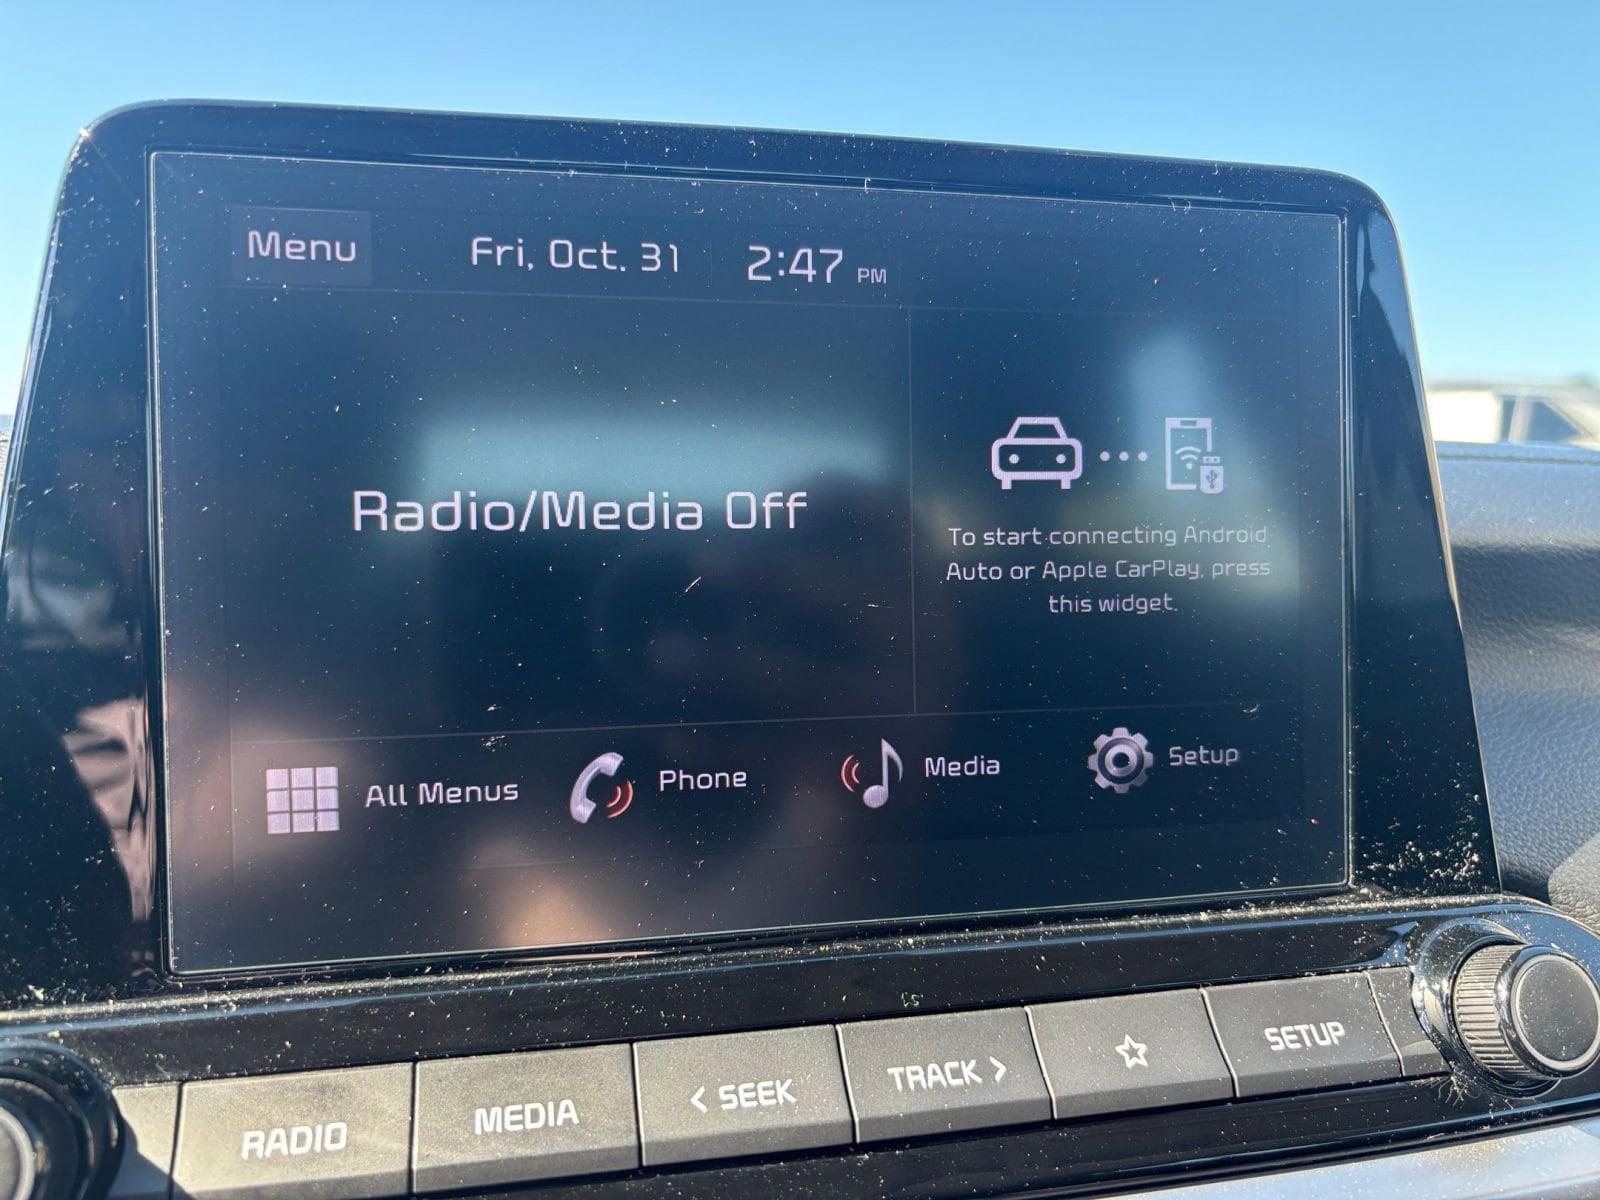 Menu
Fri, Oct. 31
2:47 PM
Radio/Media Off
To start connecting Android
Auto or Apple CarPlay, press
this widget.
All Menus
Phone
Media
Setup
RADIO
MEDIA
< SEEK
TRACK >
SETUP